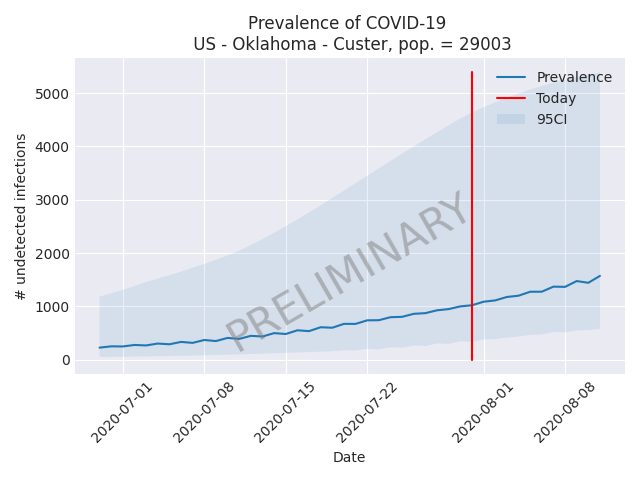 Prevalence of COVID-19
US - Oklahoma - Custer, pop. = 29003
Prevalence
Today
95CI
PRELIMINARY
# undetected infections
5000
4000
3000
2000
1000
0
2020-07-01
2020-07-08
2020-07-15
2020-07-22
2020-08-01
2020-08-08
Date